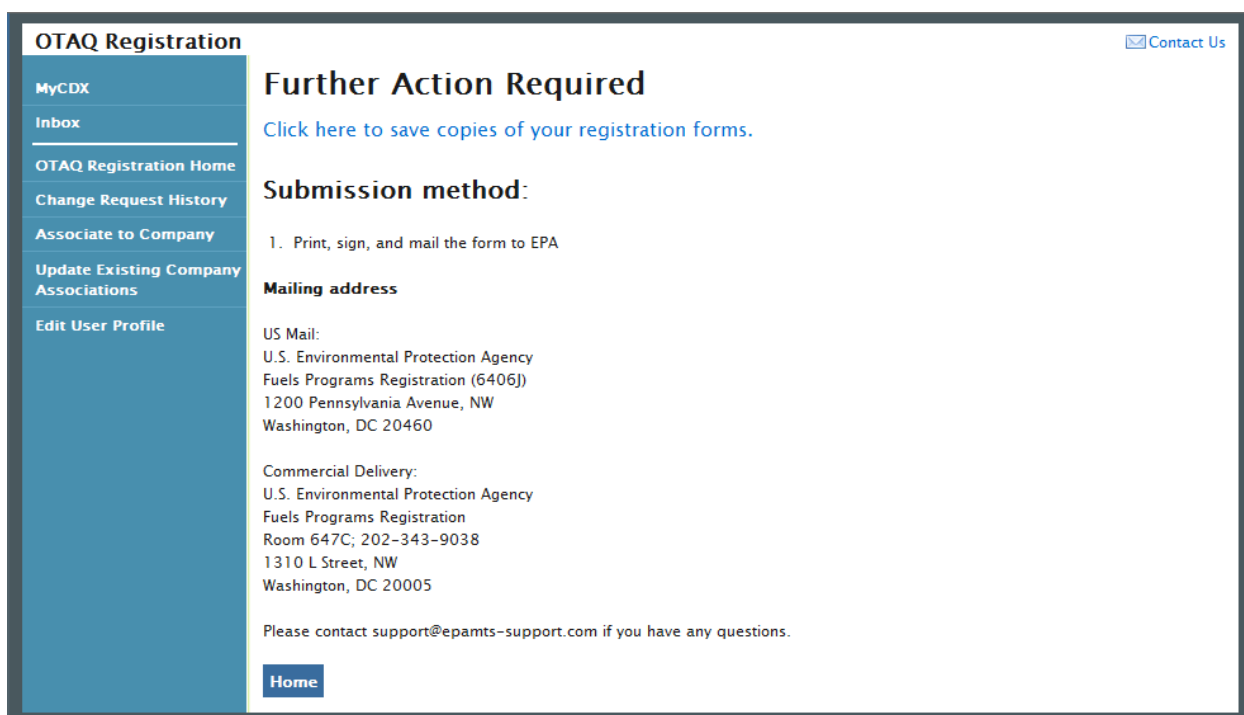 OTAQ Registration
Contact Us
MyCDX
Inbox
OTAQ Registration Home
Change Request History
Associate to Company
Update Existing Company
Associations
Edit User Profile
Further Action Required
Click here to save copies of your registration forms.
Submission method:
1. Print, sign, and mail the form to EPA
Mailing address
US Mail:
U.S. Environmental Protection Agency
Fuels Programs Registration (6406J)
1200 Pennsylvania Avenue, NW
Washington, DC 20460
Commercial Delivery:
U.S. Environmental Protection Agency
Fuels Programs Registration
Room 647C; 202-343-9038
1310 L Street, NW
Washington, DC 20005
Please contact support@epamts-support.com if you have any questions.
Home